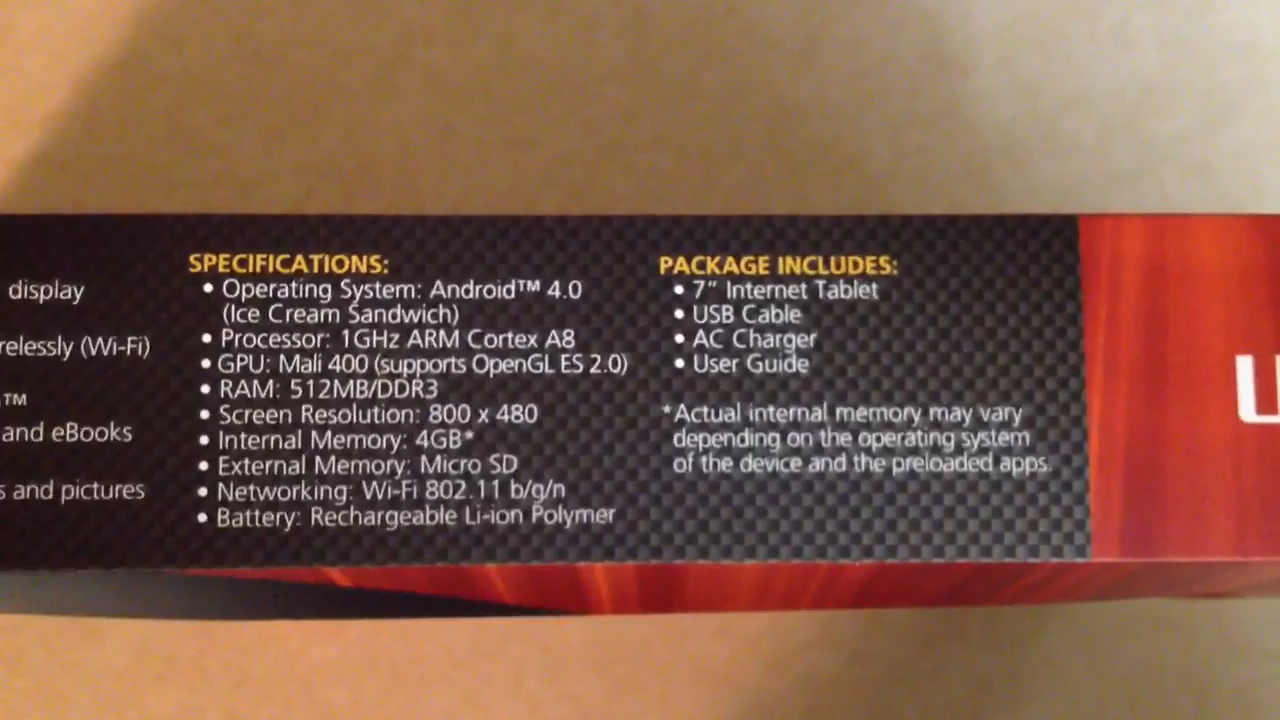 display
(Wi-Fi)
™
and eBooks
and pictures
SPECIFICATIONS:
• Operating System: Android™ 4.0
(Ice Cream Sandwich)
• Processor: 1GHz ARM Cortex A8
• GPU: Mali 400 (supports OpenGL ES 2.0)
• RAM: 512MB/DDR3
• Screen Resolution: 800 x 480
• Internal Memory: 4GB*
• External Memory: Micro SD
• Networking: Wi-Fi 802.11 b/g/n
• Battery: Rechargeable Li-ion Polymer
PACKAGE INCLUDES:
• 7” Internet Tablet
• USB Cable
• AC Charger
• User Guide
*Actual internal memory may vary
depending on the operating system
of the device and the preloaded apps.